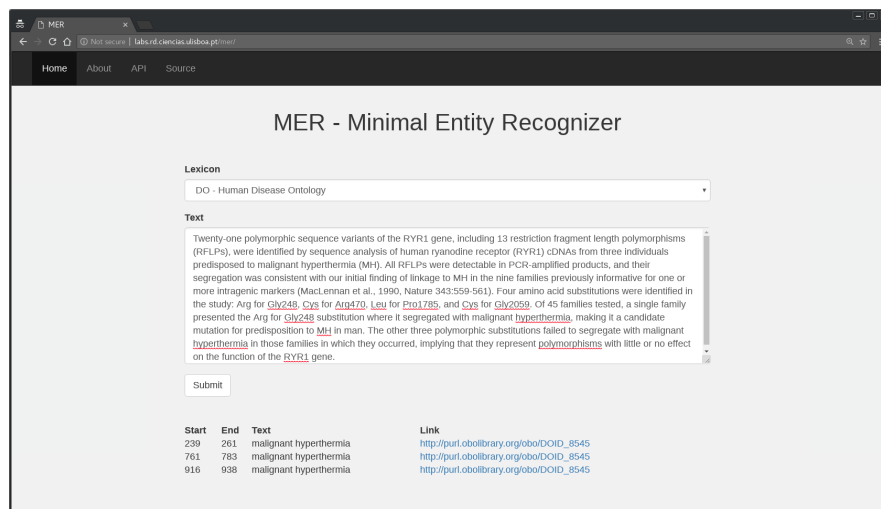 MER
Not secure | labs.rd.ciencias.ulisboa.pt/mer/
Home About API Source
MER - Minimal Entity Recognizer
Lexicon
DO - Human Disease Ontology
Text
Twenty-one polymorphic sequence variants of the RYR1 gene, including 13 restriction fragment length polymorphisms
(RFLPs), were identified by sequence analysis of human ryanodine receptor (RYR1) cDNAs from three individuals
predisposed to malignant hyperthermia (MH). All RFLPs were detectable in PCR-amplified products, and their
segregation was consistent with our initial finding of linkage to MH in the nine families previously informative for one or
more intragenic markers (MacLennan et al., 1990, Nature 343:559-561). Four amino acid substitutions were identified in
the study: Arg for Gly248, Cys for Arg470, Leu for Pro1785, and Cys for Gly2059. Of 45 families tested, a single family
presented the Arg for Gly248 substitution where it segregated with malignant hyperthermia, making it a candidate
mutation for predisposition to MH in man. The other three polymorphic substitutions failed to segregate with malignant
hyperthermia in those families in which they occurred, implying that they represent polymorphisms with little or no effect
on the function of the RYR1 gene.
Submit
Start End Text Link
239 261 malignant hyperthermia http://purl.obolibrary.org/obo/DOID_8545
761 783 malignant hyperthermia http://purl.obolibrary.org/obo/DOID_8545
916 938 malignant hyperthermia http://purl.obolibrary.org/obo/DOID_8545